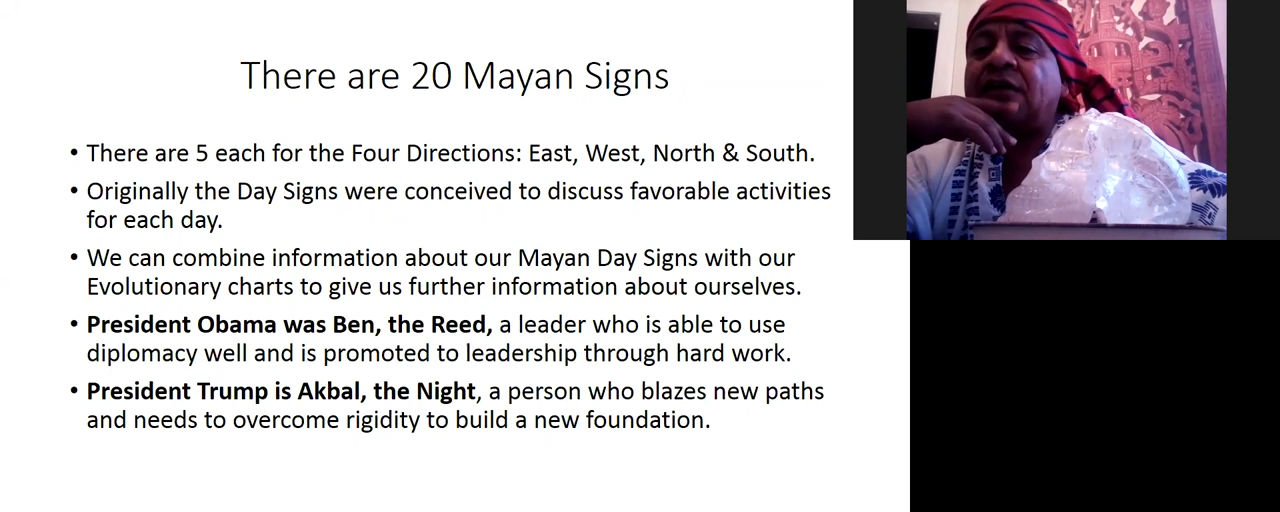 There are 20 Mayan Signs
• There are 5 each for the Four Directions: East, West, North & South.
• Originally the Day Signs were conceived to discuss favorable activities
for each day.
• We can combine information about our Mayan Day Signs with our
Evolutionary charts to give us further information about ourselves.
• President Obama was Ben, the Reed, a leader who is able to use
diplomacy well and is promoted to leadership through hard work.
• President Trump is Akbal, the Night, a person who blazes new paths
and needs to overcome rigidity to build a new foundation.